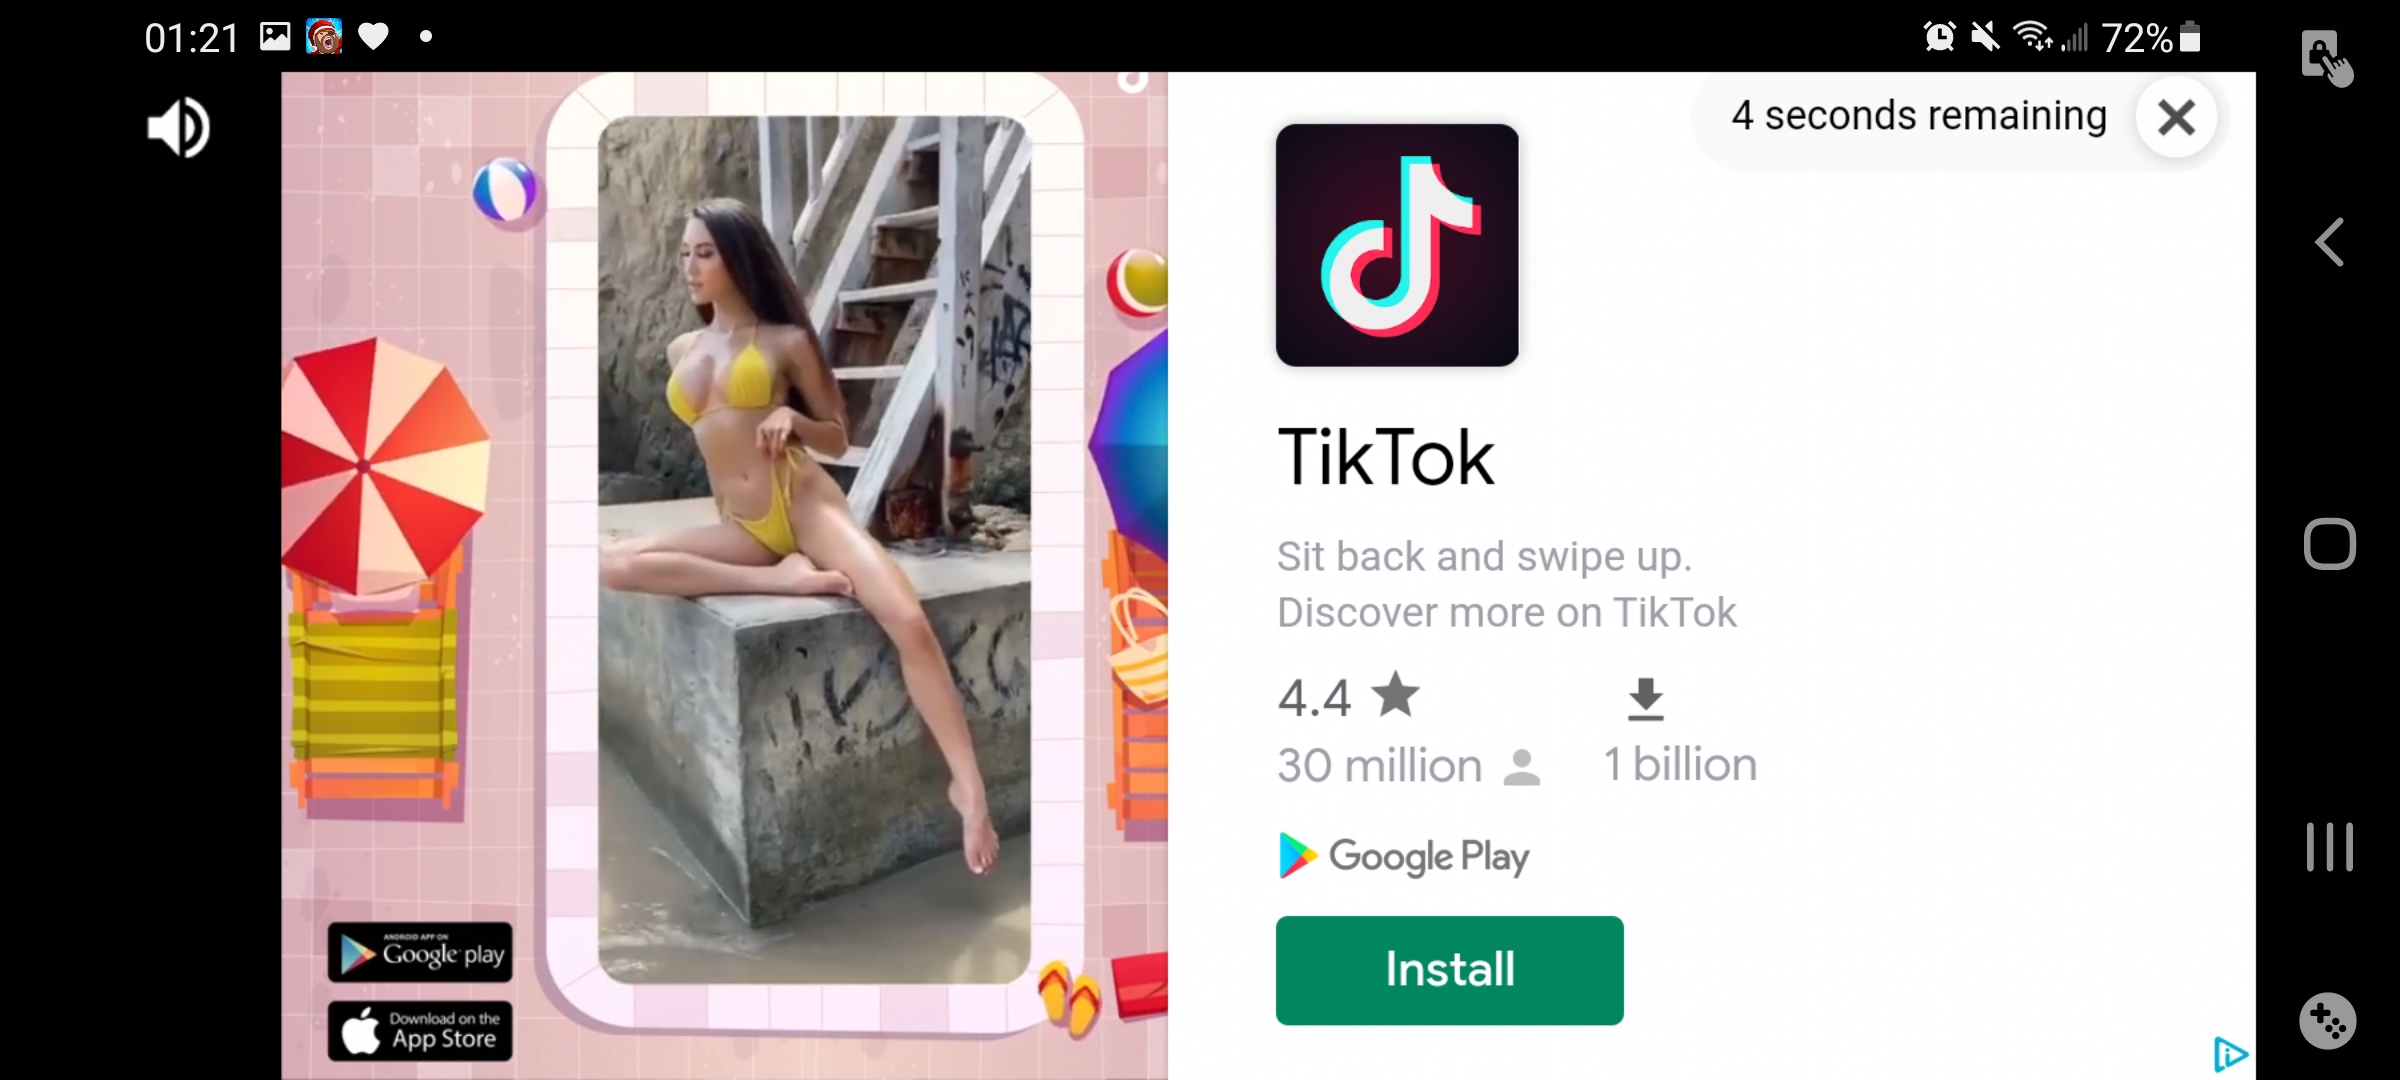 01:21
72%
4 seconds remaining
TikTok
Sit back and swipe up.
Discover more on TikTok
4.4
30 million
1 billion
Google Play
Install
ANDROID APP ON
Google play
Download on the
App Store